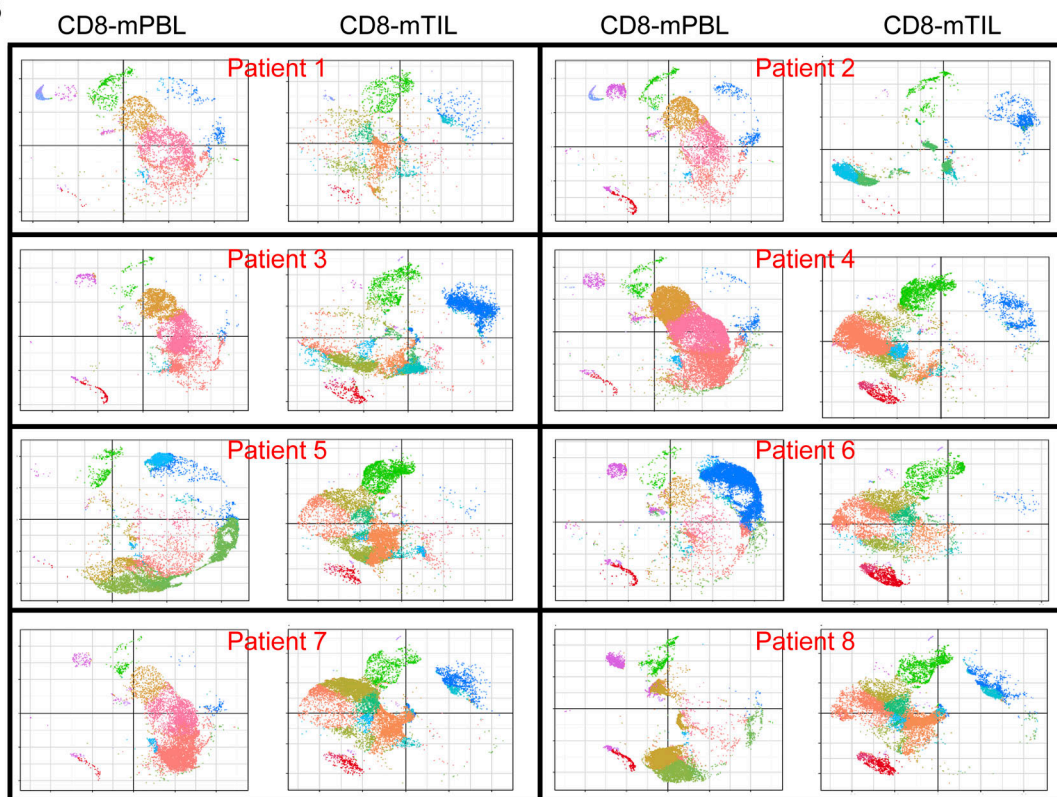 CD8-mPBL CD8-mTIL CD8-mPBL CD8-mTIL
Patient 1 Patient 2
Patient 3 Patient 4
Patient 5 Patient 6
Patient 7 Patient 8